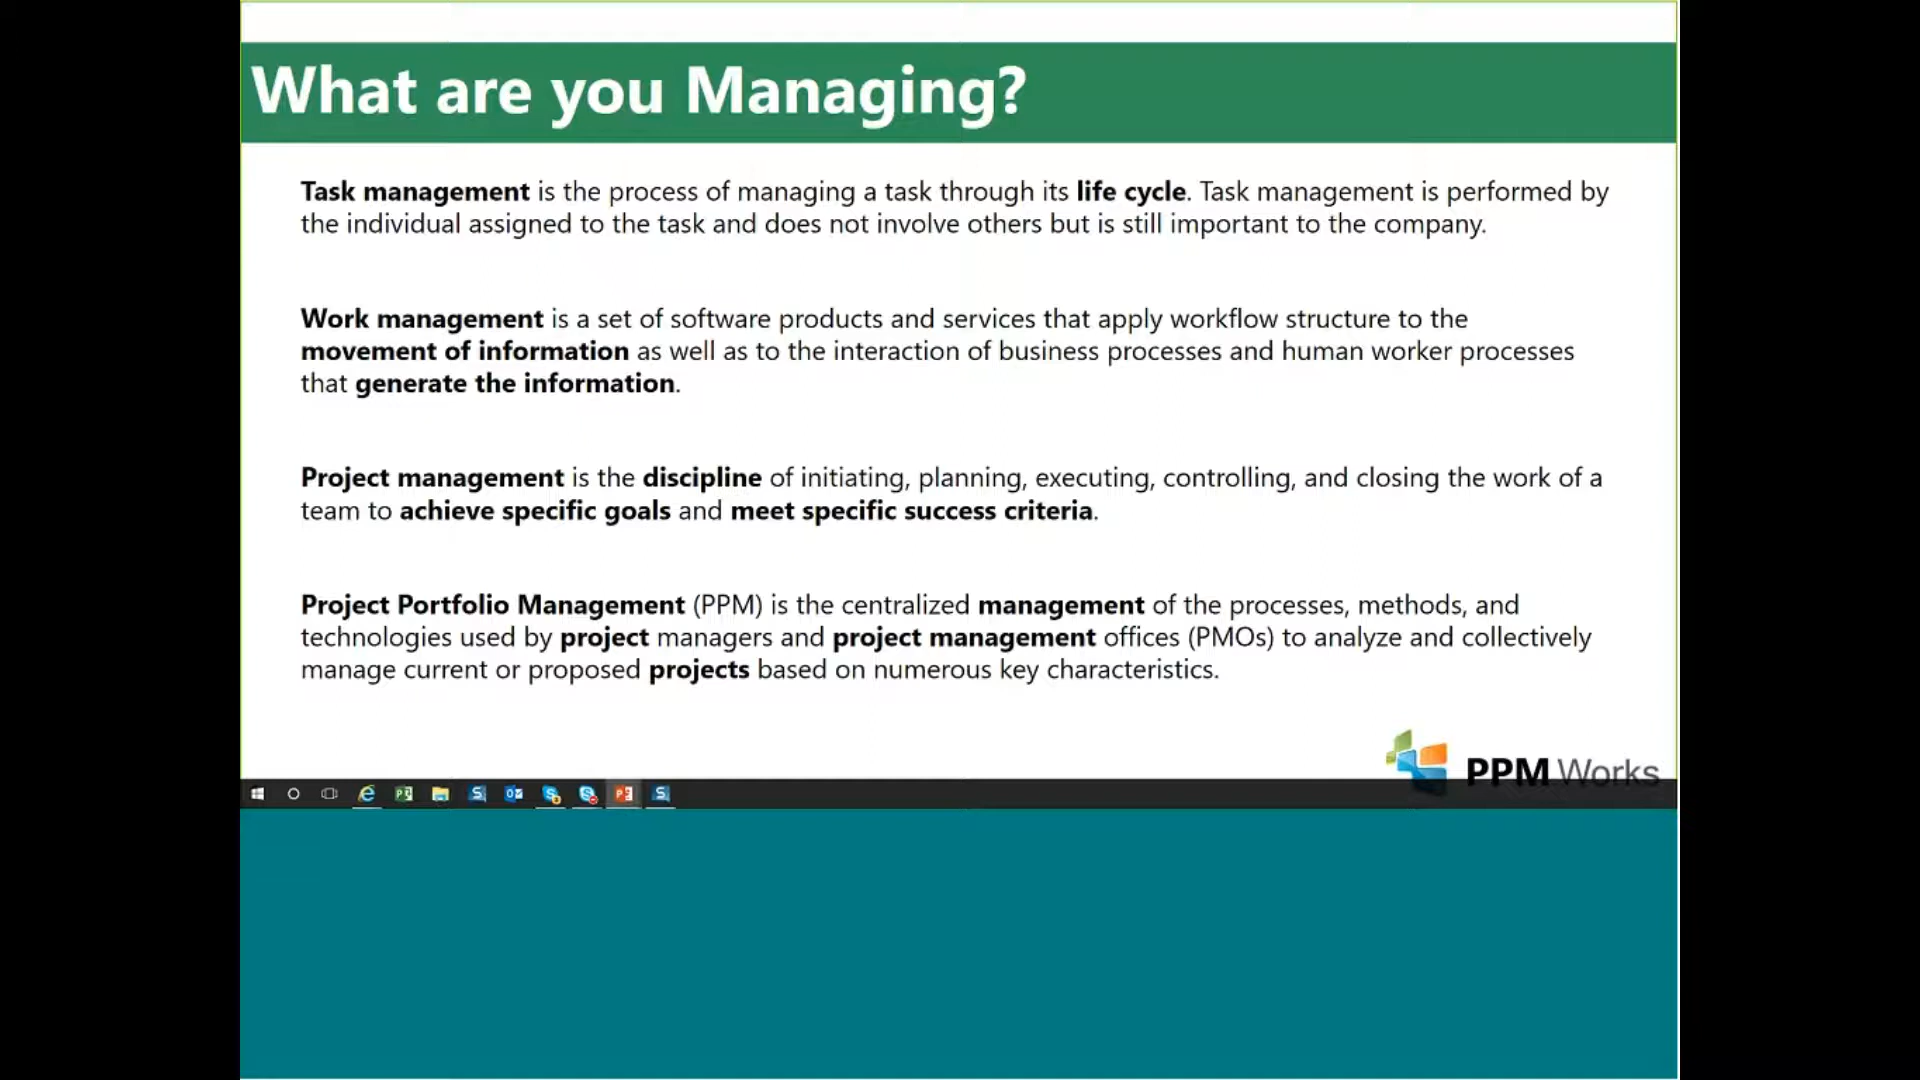 What are you Managing?
Task management is the process of managing a task through its life cycle. Task management is performed by
the individual assigned to the task and does not involve others but is still important to the company.
Work management is a set of software products and services that apply workflow structure to the
movement of information as well as to the interaction of business processes and human worker processes
that generate the information.
Project management is the discipline of initiating, planning, executing, controlling, and closing the work of a
team to achieve specific goals and meet specific success criteria.
Project Portfolio Management (PPM) is the centralized management of the processes, methods, and
technologies used by project managers and project management offices (PMOs) to analyze and collectively
manage current or proposed projects based on numerous key characteristics.
PPM Works